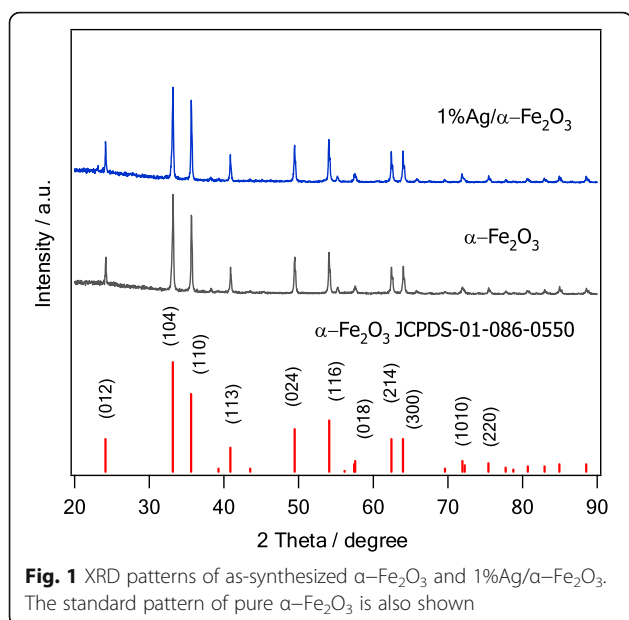 1%Ag/α–Fe₂O₃
α–Fe₂O₃
α–Fe₂O₃ JCPDS-01-086-0550
Intensity / a.u.
(012)
(104)
(110)
(113)
(024)
(116)
(018)
(214)
(300)
(1010)
(220)
20 30 40 50 60 70 80 90
2 Theta / degree
Fig. 1 XRD patterns of as-synthesized α–Fe₂O₃ and 1%Ag/α–Fe₂O₃.
The standard pattern of pure α–Fe₂O₃ is also shown